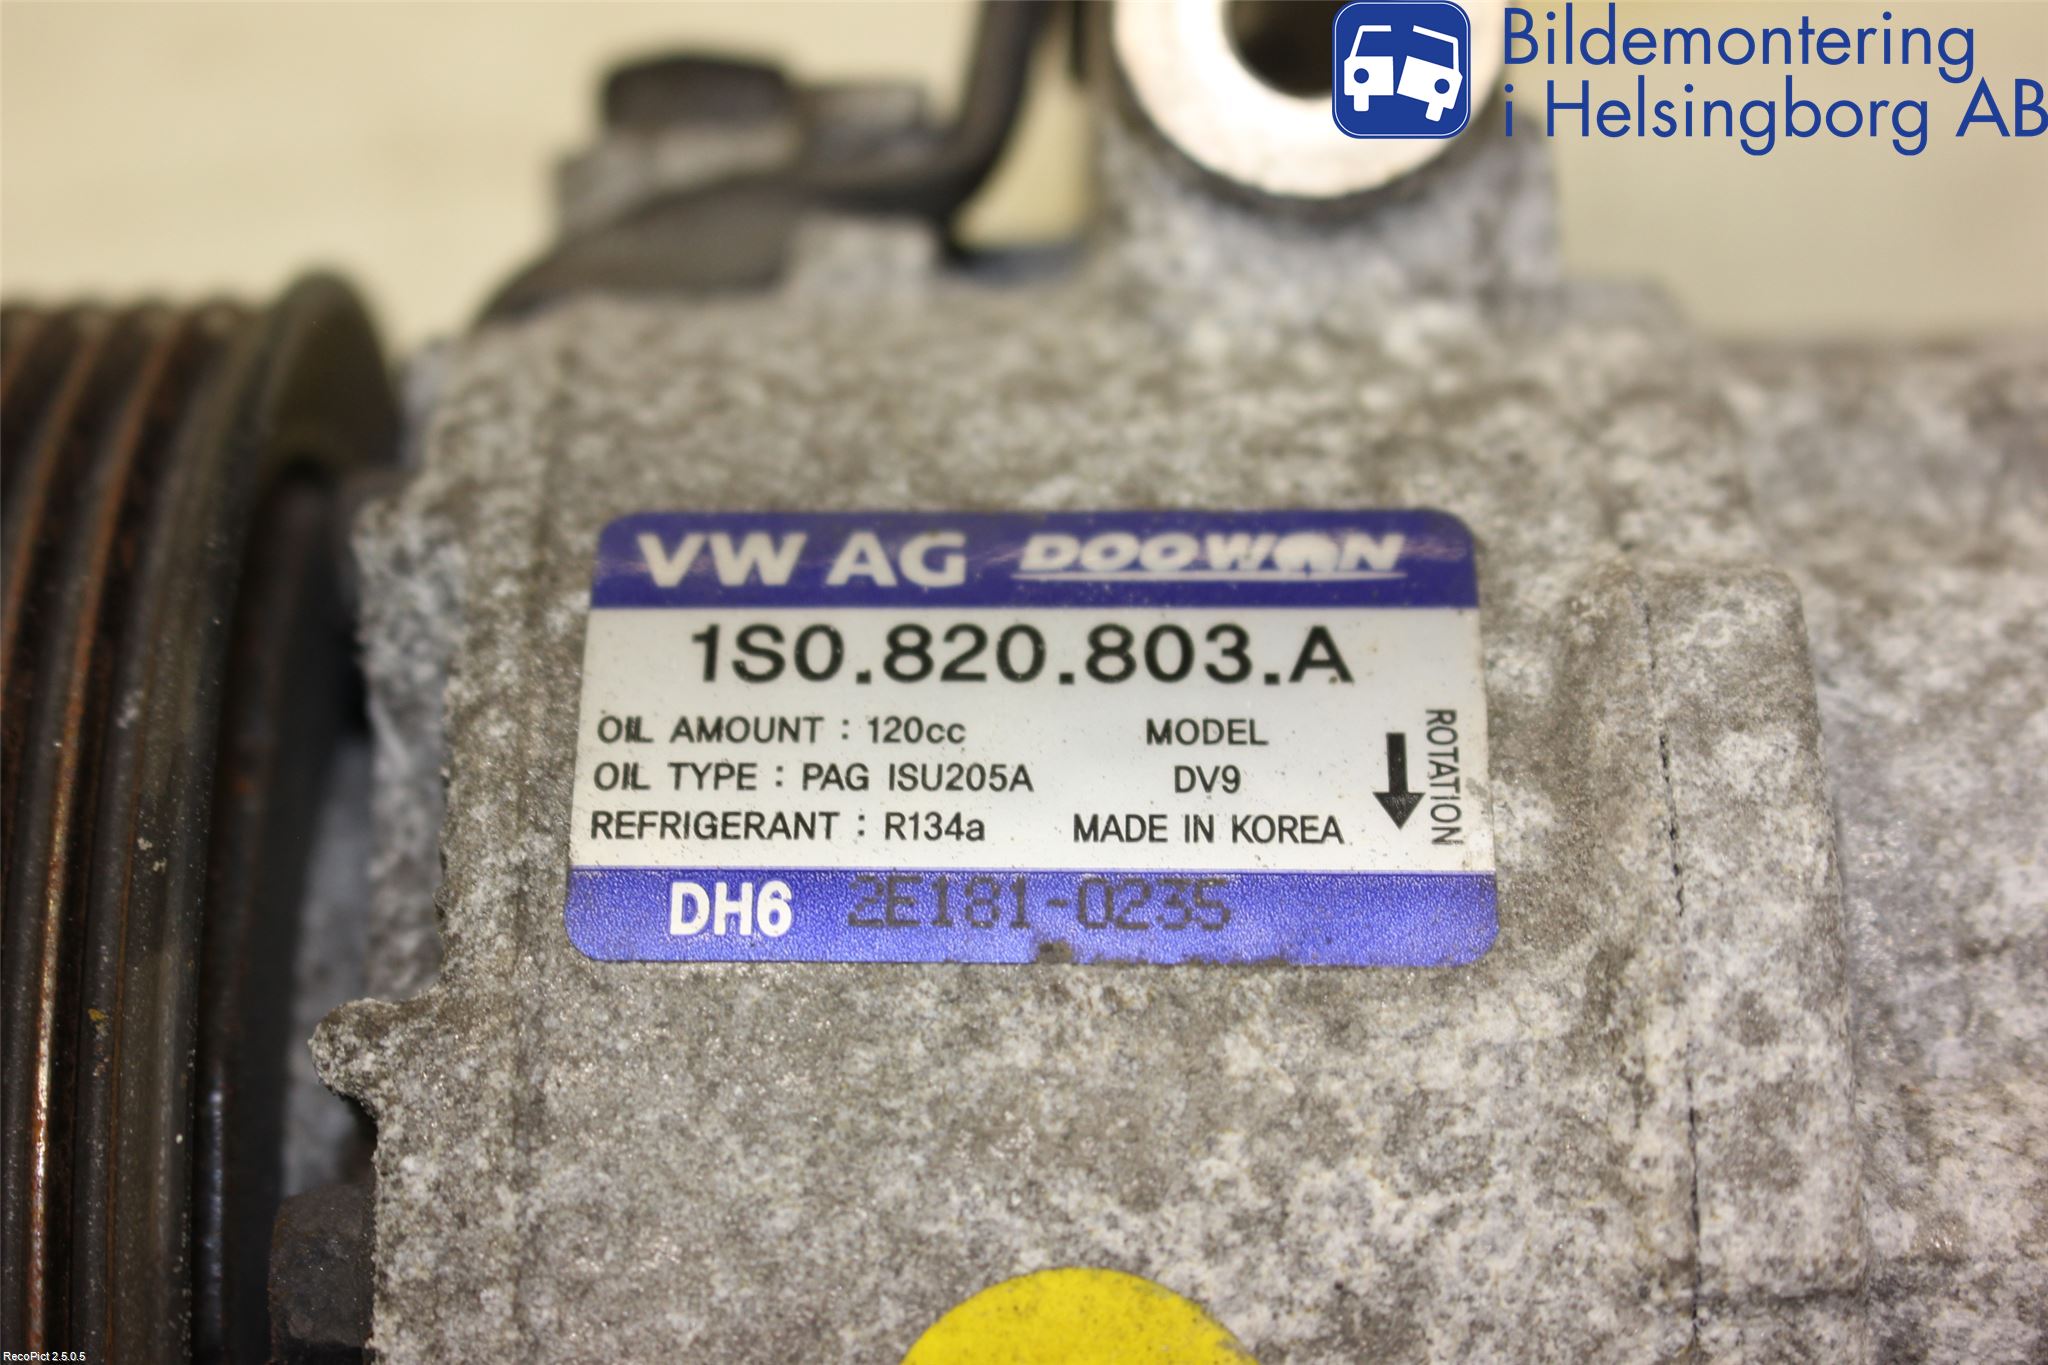 Bildemontering
i Helsingborg AB
VW AG DOOWON
1S0.820.803.A
OIL AMOUNT : 120cc MODEL
OIL TYPE : PAG ISU205A DV9
REFRIGERANT : R134a MADE IN KOREA
ROTATION
DH6 2E181-0235
RecoPict 2.5.0.5